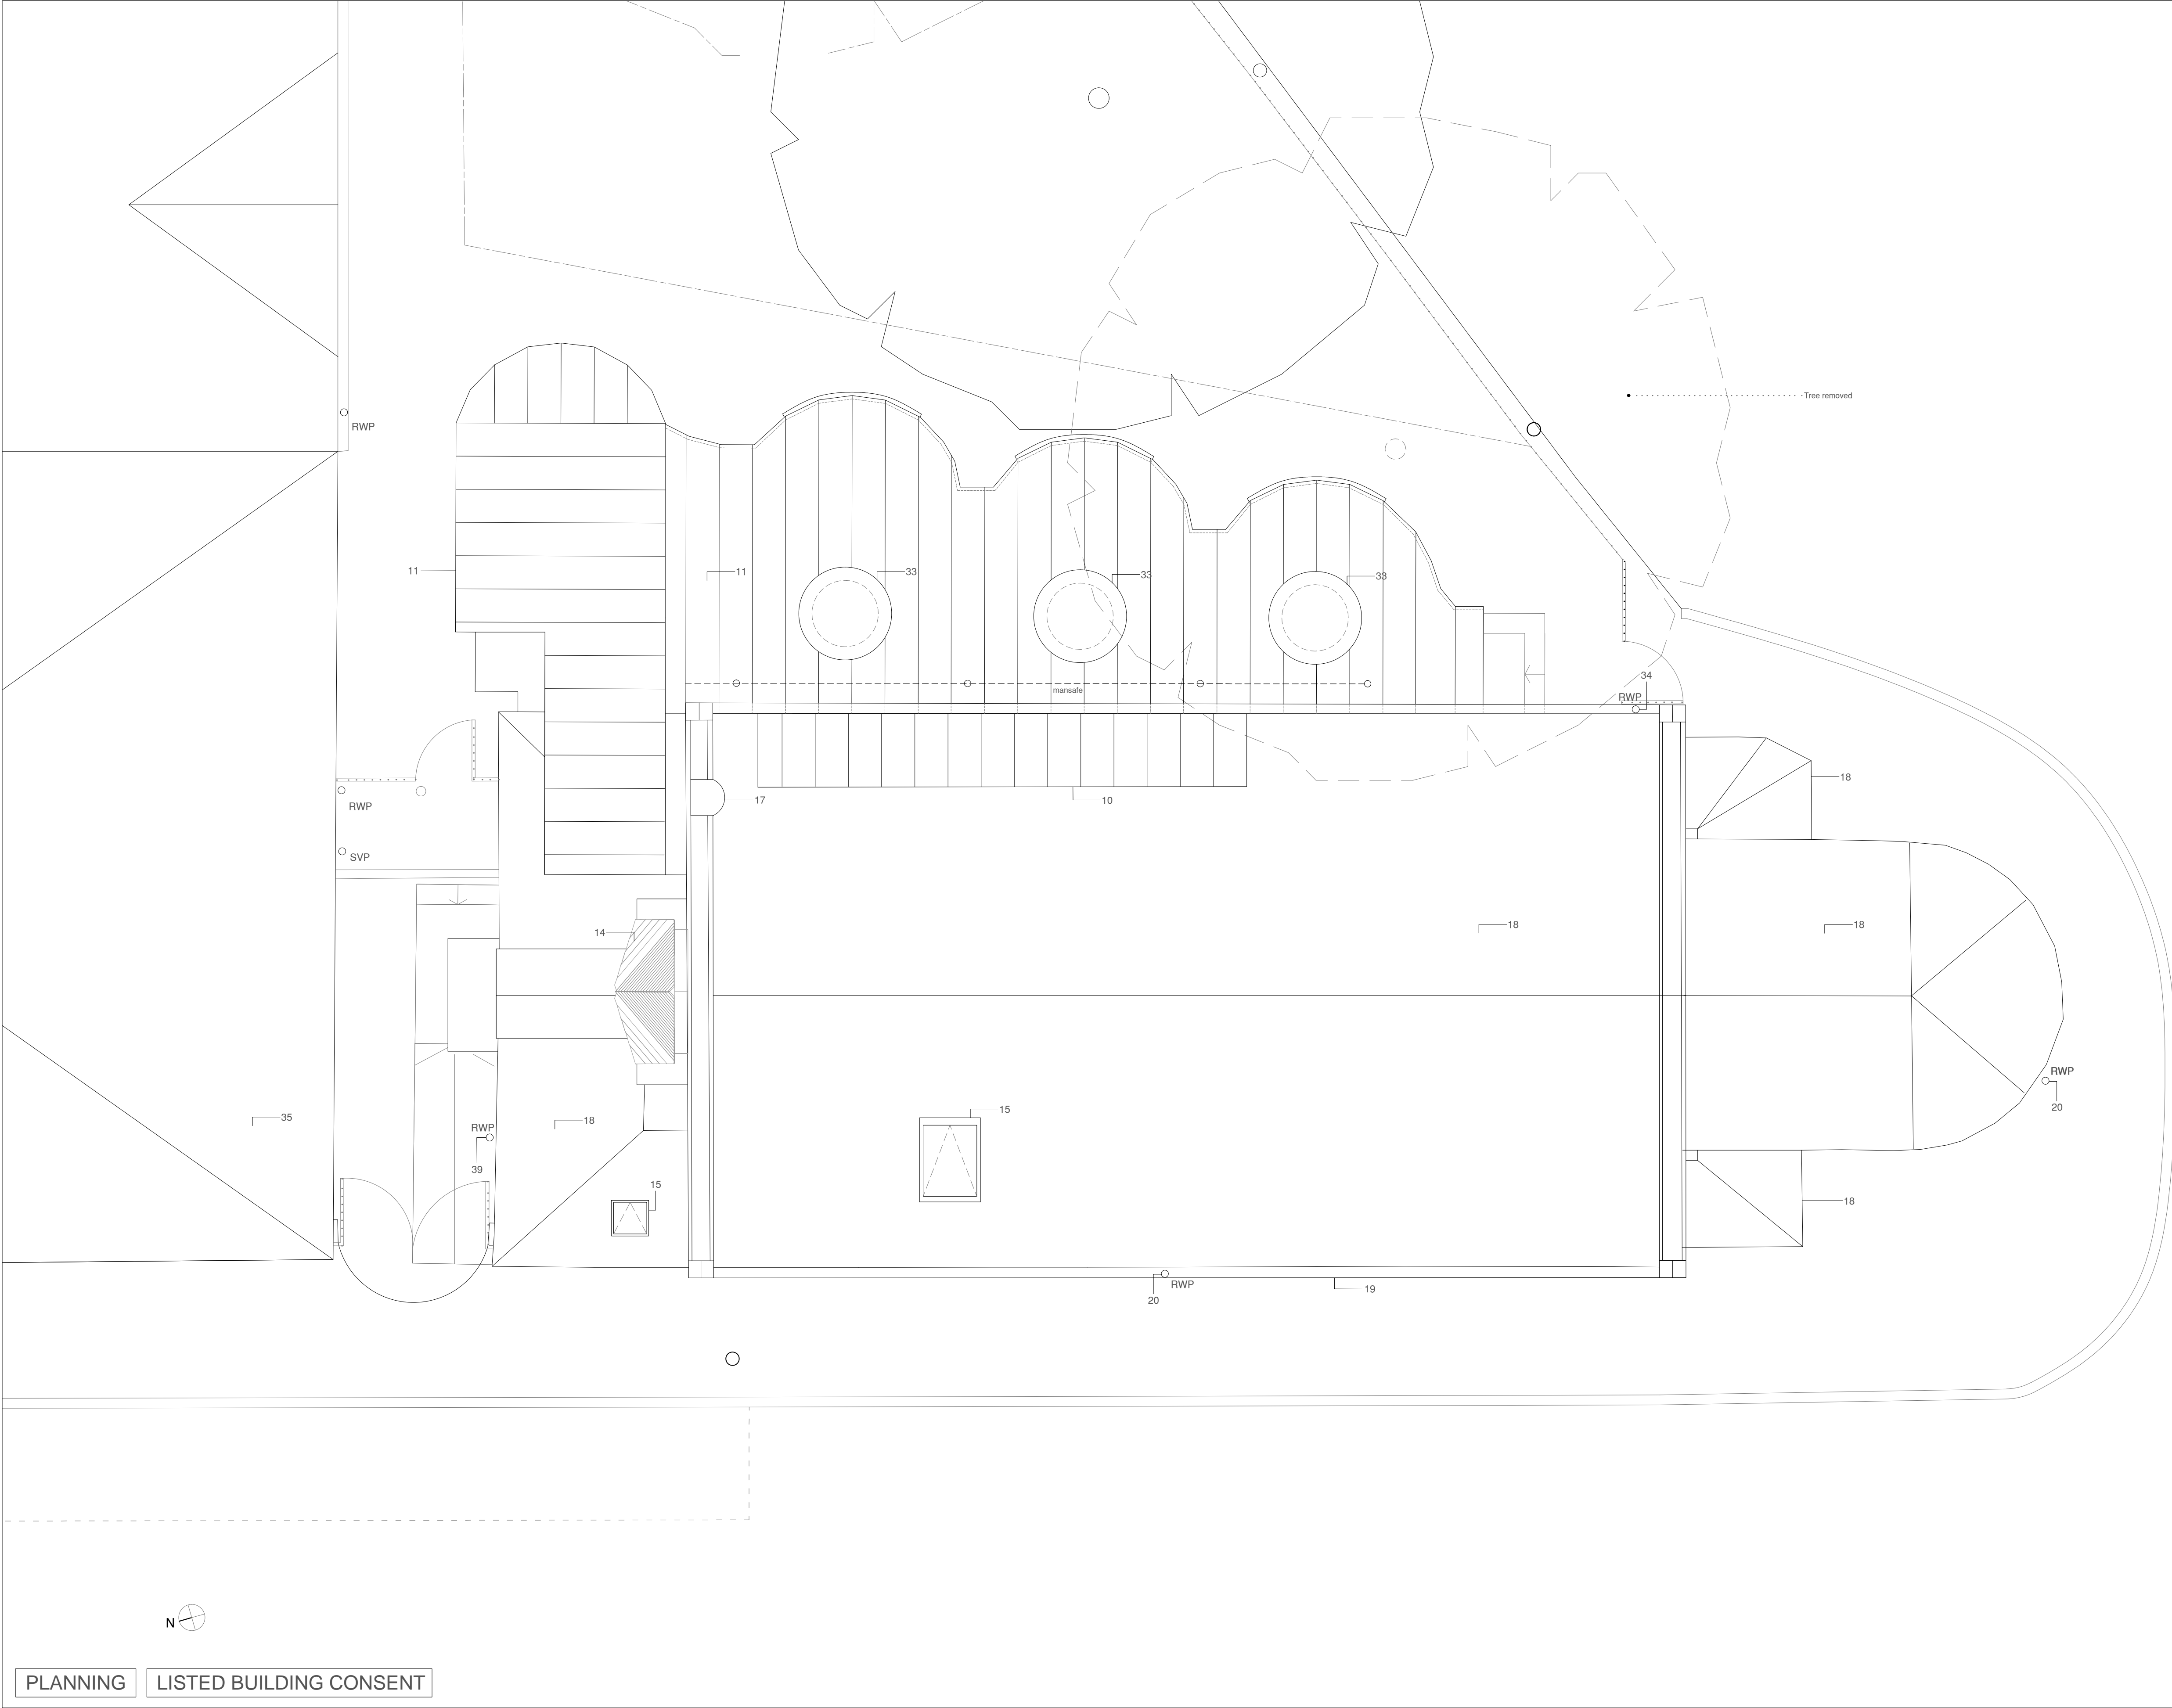 Tree removed
RWP
11
11
33
33
33
34
mansafe
RWP
18
17
10
RWP
SVP
14
18
18
RWP
20
15
35
18
RWP
39
15
18
20
RWP
19
N
PLANNING
LISTED BUILDING CONSENT